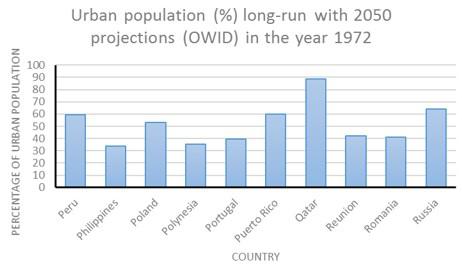 Urban population (%) long-run with 2050
projections (OWID) in the year 1972
PERCENTAGE OF URBAN POPULATION
100
90
80
70
60
50
40
30
20
10
0
Peru
Philippines
Poland
Polynesia
Portugal
Puerto Rico
Qatar
Reunion
Romania
Russia
COUNTRY